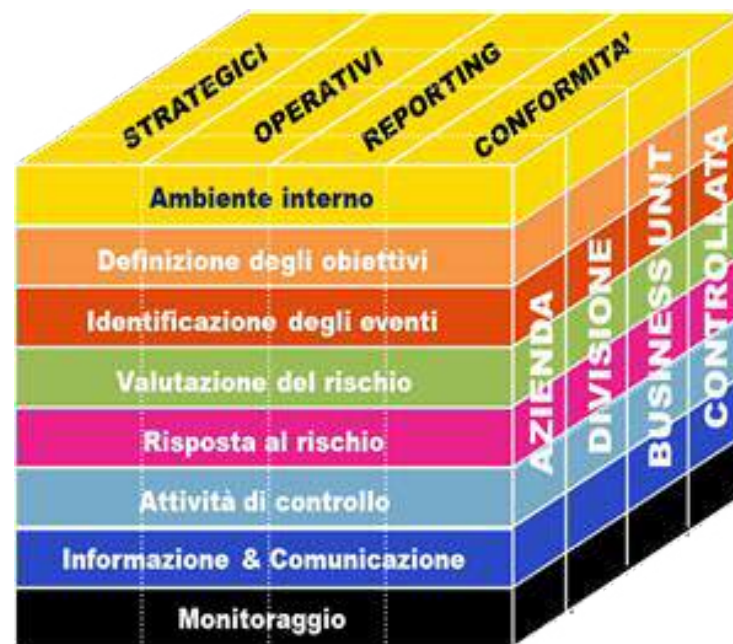 STRATEGICI
OPERATIVI
REPORTING
CONFORMITA’
Ambiente interno
Definizione degli obiettivi
Identificazione degli eventi
Valutazione del rischio
Risposta al rischio
Attività di controllo
Informazione & Comunicazione
Monitoraggio
AZIENDA
DIVISIONE
BUSINESS UNIT
CONTROLLATA